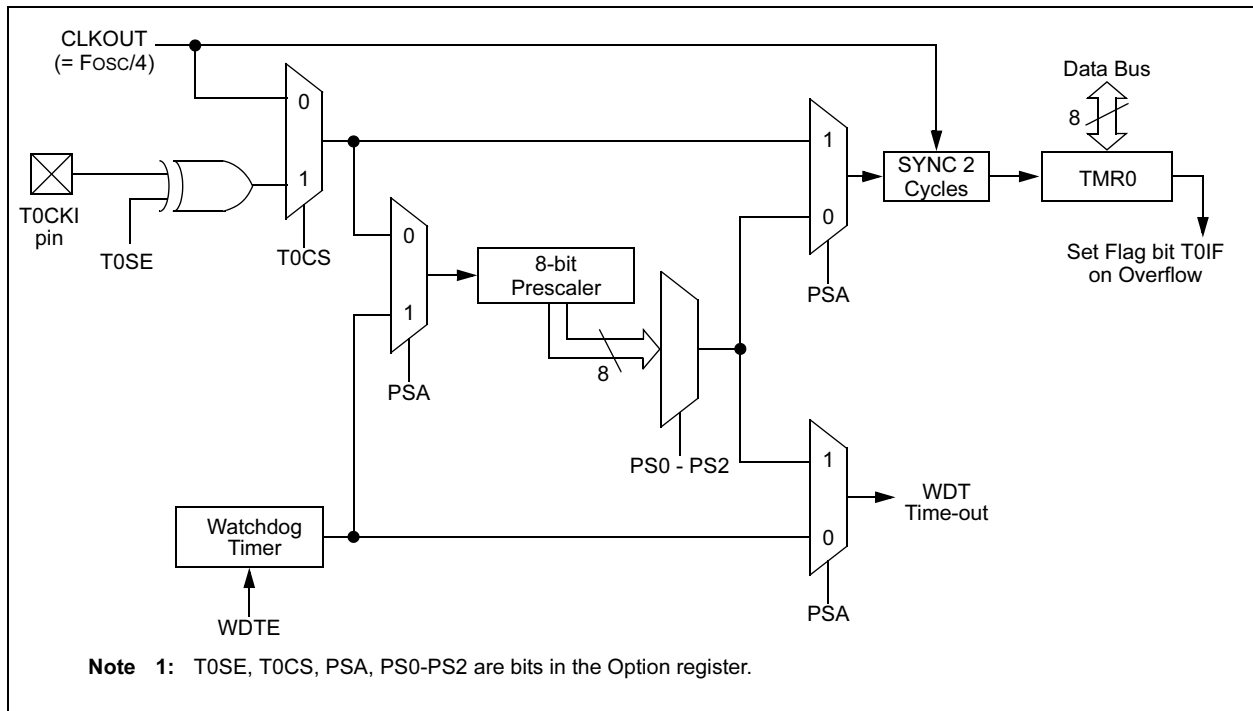 CLKOUT
(= FOSC/4)
Data Bus
8
0
1
1
0
SYNC 2
Cycles
TMR0
T0CKI
pin
T0SE
T0CS
0
1
8-bit
Prescaler
PSA
Set Flag bit T0IF
on Overflow
8
PSA
PS0 - PS2
1
0
WDT
Time-out
Watchdog
Timer
PSA
WDTE
Note 1: T0SE, T0CS, PSA, PS0-PS2 are bits in the Option register.